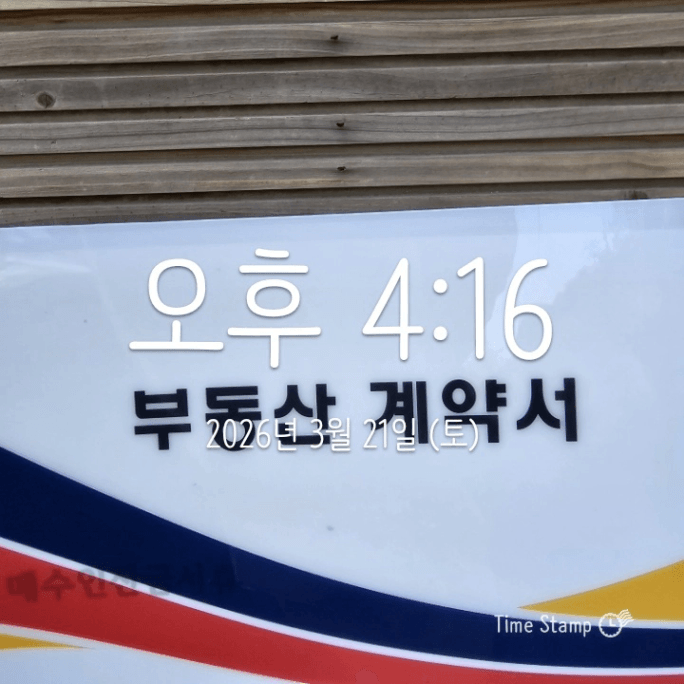 오후 4:16
부동산 계약서
2026년 3월 21일 (토)
Time Stamp